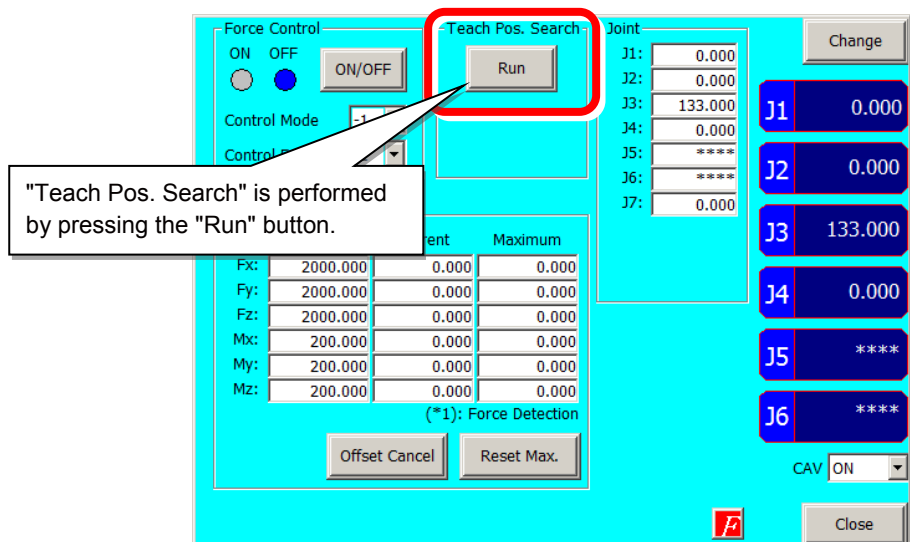 Force Control
ON OFF
ON/OFF
Control Mode -1
Teach Pos. Search
Run
"Teach Pos. Search" is performed
by pressing the "Run" button.
Maximum
Fx: 2000.000 0.000 0.000
Fy: 2000.000 0.000 0.000
Fz: 2000.000 0.000 0.000
Mx: 200.000 0.000 0.000
My: 200.000 0.000 0.000
Mz: 200.000 0.000 0.000
(*1): Force Detection
Offset Cancel Reset Max.
Joint
J1: 0.000
J2: 0.000
J3: 133.000
J4: 0.000
J5: ****
J6: ****
J7: 0.000
Change
J1 0.000
J2 0.000
J3 133.000
J4 0.000
J5 ****
J6 ****
CAV ON
F
Close